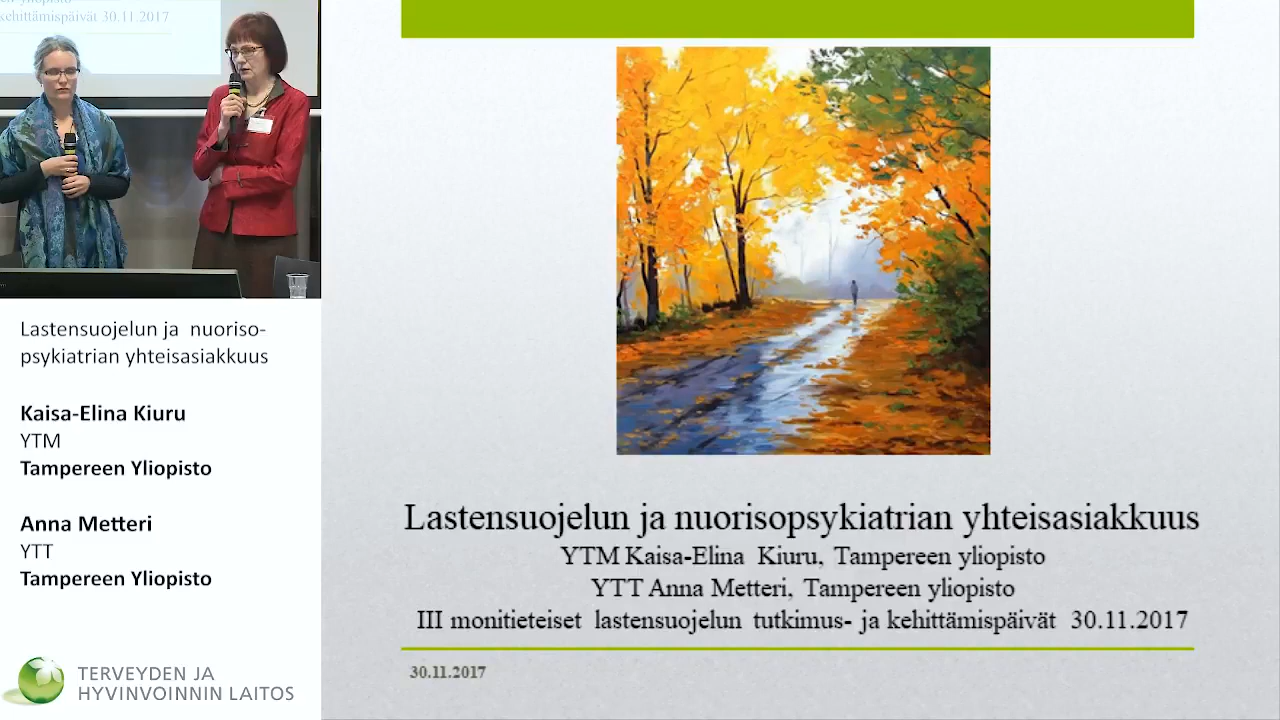 yliopisto
kehittämispäivät 30.11.2017
Lastensuojelun ja nuoriso-
psykiatrian yhteisasiakkuus
Kaisa-Elina Kiuru
YTM
Tampereen Yliopisto
Anna Metteri
YTT
Tampereen Yliopisto
TERVEYDEN JA
HYVINVOINNIN LAITOS
Lastensuojelun ja nuorisopsykiatrian yhteisasiakkuus
YTM Kaisa-Elina Kiuru, Tampereen yliopisto
YTT Anna Metteri, Tampereen yliopisto
III monitieteiset lastensuojelun tutkimus- ja kehittämispäivät 30.11.2017
30.11.2017